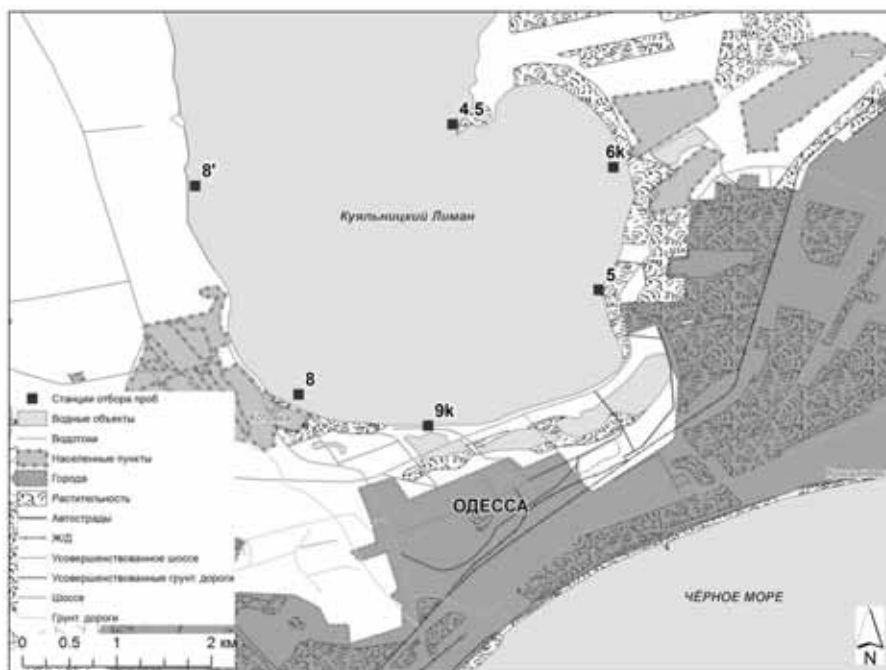 Корсунцы
4.5
6k
8'
Куяльницкий Лиман
5
8
9k
Станции отбора проб
Водные объекты
Водотоки
Населенные пункты
Города
Растительность
Автострады
Ж/Д
Усовершенствованное шоссе
Усовершенствованные грунт. дороги
Шоссе
Грунт. дороги
ОДЕССА
ЧЁРНОЕ МОРЕ
0 0.5 1 2 км
N